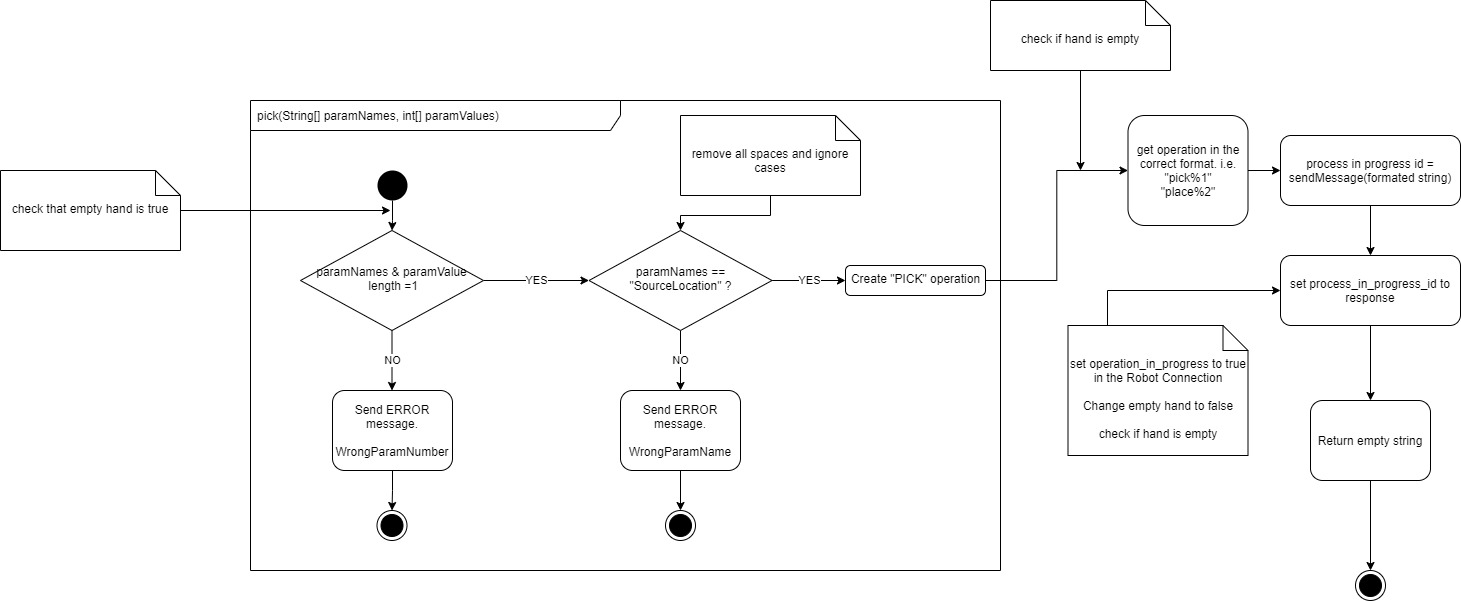 check if hand is empty
pick(String[] paramNames, int[] paramValues)
remove all spaces and ignore
cases
check that empty hand is true
get operation in the
correct format. i.e.
"pick%1"
"place%2"
process in progress id =
sendMessage(formated string)
paramNames & paramValue
length =1
YES
paramNames ==
"SourceLocation" ?
YES
Create "PICK" operation
set process_in_progress_id to
response
NO
NO
set operation_in_progress to true
in the Robot Connection
Change empty hand to false
check if hand is empty
Send ERROR
message.
WrongParamNumber
Send ERROR
message.
WrongParamName
Return empty string